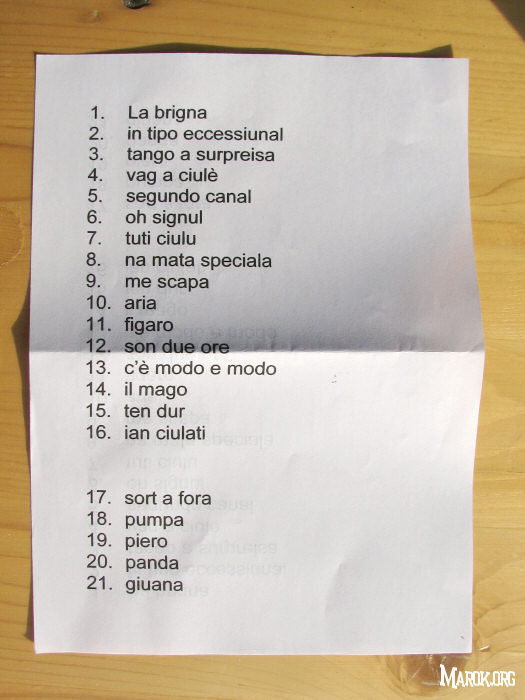 1. La brigna
2. in tipo eccessiunal
3. tango a surpreisa
4. vag a ciulè
5. segundo canal
6. oh signul
7. tuti ciulu
8. na mata speciala
9. me scapa
10. aria
11. figaro
12. son due ore
13. c'è modo e modo
14. il mago
15. ten dur
16. ian ciulati
17. sort a fora
18. pumpa
19. piero
20. panda
21. giuana
Marok.org